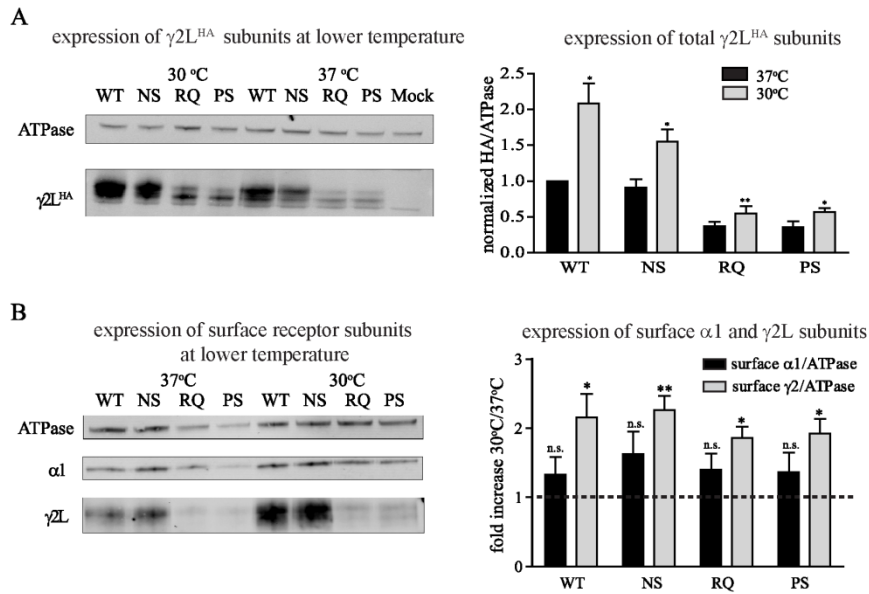 A
expression of γ2L^HA subunits at lower temperature
30 °C 37 °C
WT NS RQ PS WT NS RQ PS Mock
ATPase
γ2L^HA
expression of total γ2L^HA subunits
37°C
30°C
normalized HA/ATPase
2.5
2.0
1.5
1.0
0.5
0.0
* * ** *
WT NS RQ PS
B
expression of surface receptor subunits
at lower temperature
37°C 30°C
WT NS RQ PS WT NS RQ PS
ATPase
α1
γ2L
expression of surface α1 and γ2L subunits
surface α1/ATPase
surface γ2/ATPase
fold increase 30°C/37°C
3
2
1
0
n.s. * n.s. ** n.s. * n.s. *
WT NS RQ PS